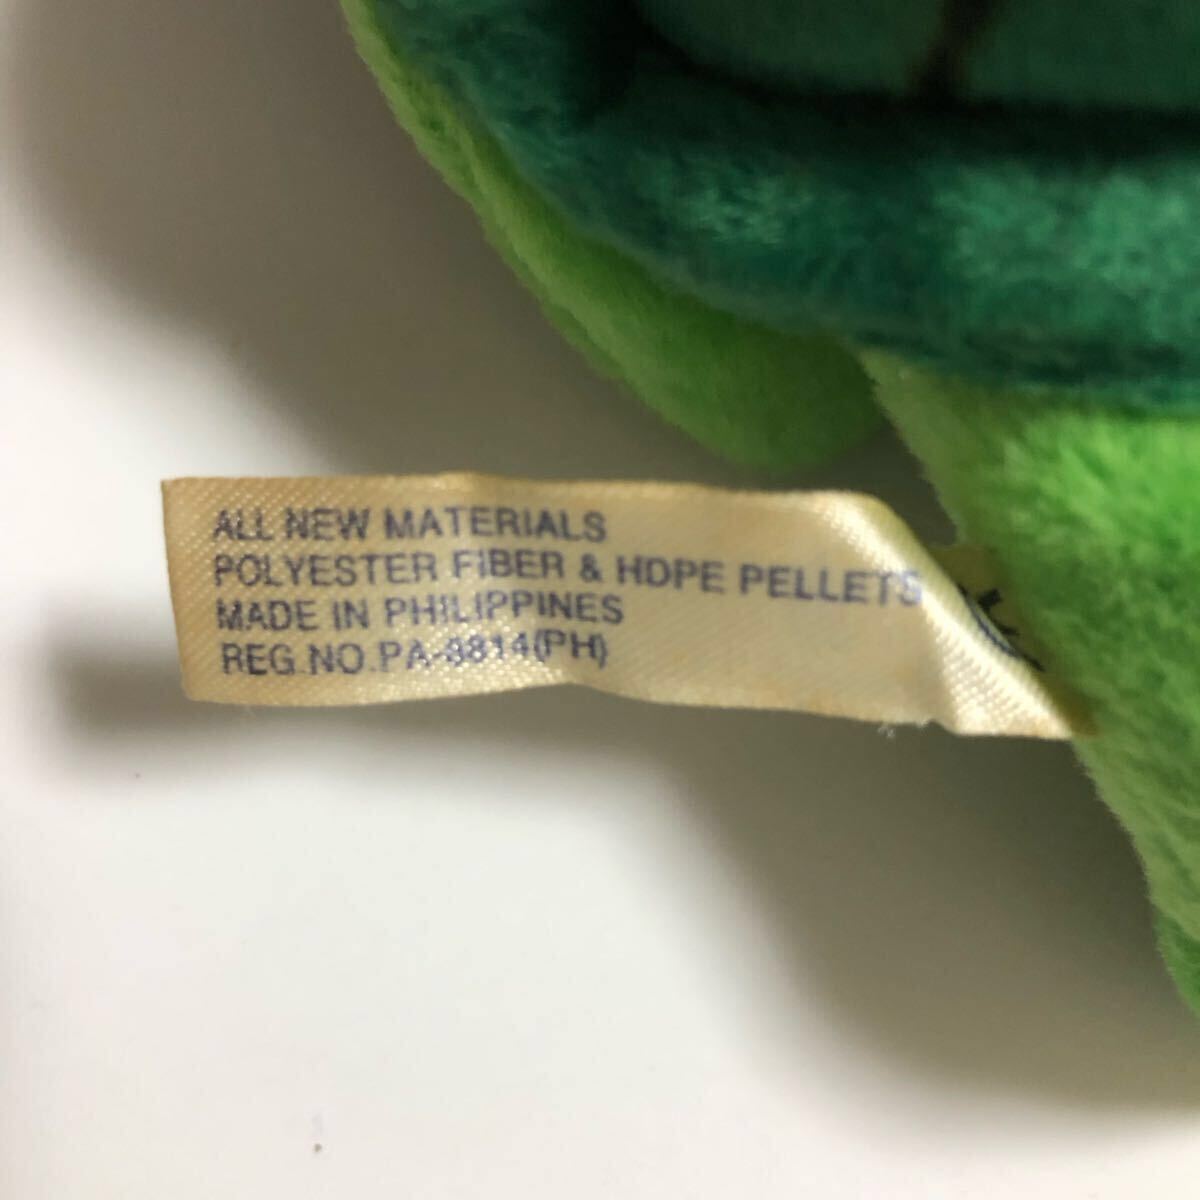 ALL NEW MATERIALS
POLYESTER FIBER & HDPE PELLETS
MADE IN PHILIPPINES
REG.NO.PA-8814(PH)